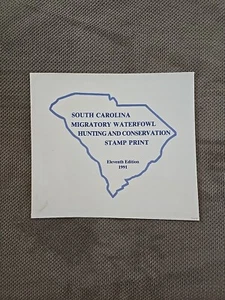 SOUTH CAROLINA
MIGRATORY WATERFOWL
HUNTING AND CONSERVATION
STAMP PRINT
Eleventh Edition
1991